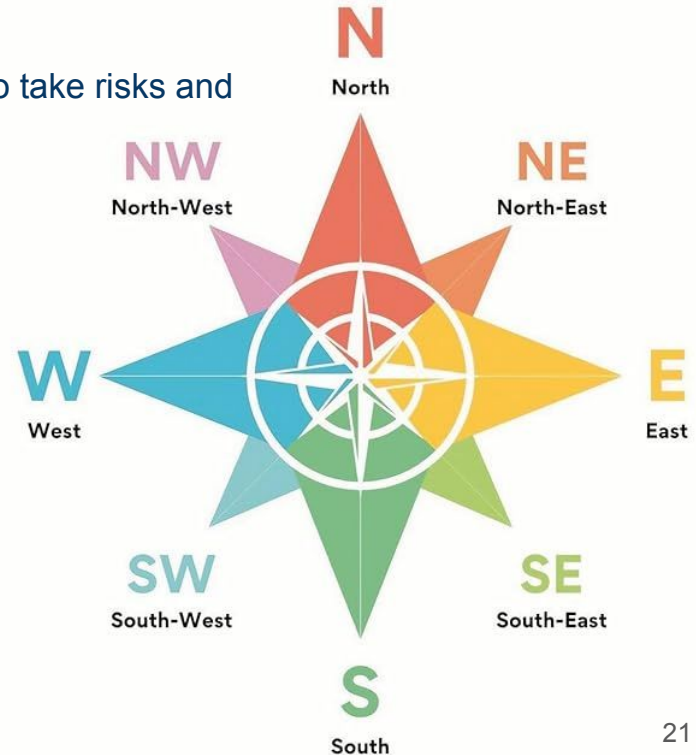 N
North
take risks and
NW
North-West
NE
North-East
W
West
E
East
SW
South-West
SE
South-East
S
South
21